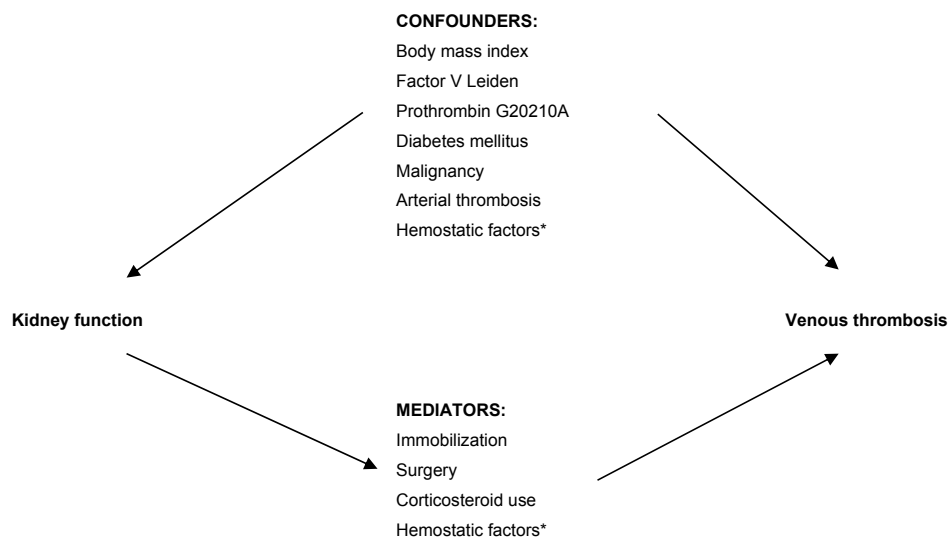 CONFOUNDERS:
Body mass index
Factor V Leiden
Prothrombin G20210A
Diabetes mellitus
Malignancy
Arterial thrombosis
Hemostatic factors*
Kidney function
Venous thrombosis
MEDIATORS:
Immobilization
Surgery
Corticosteroid use
Hemostatic factors*